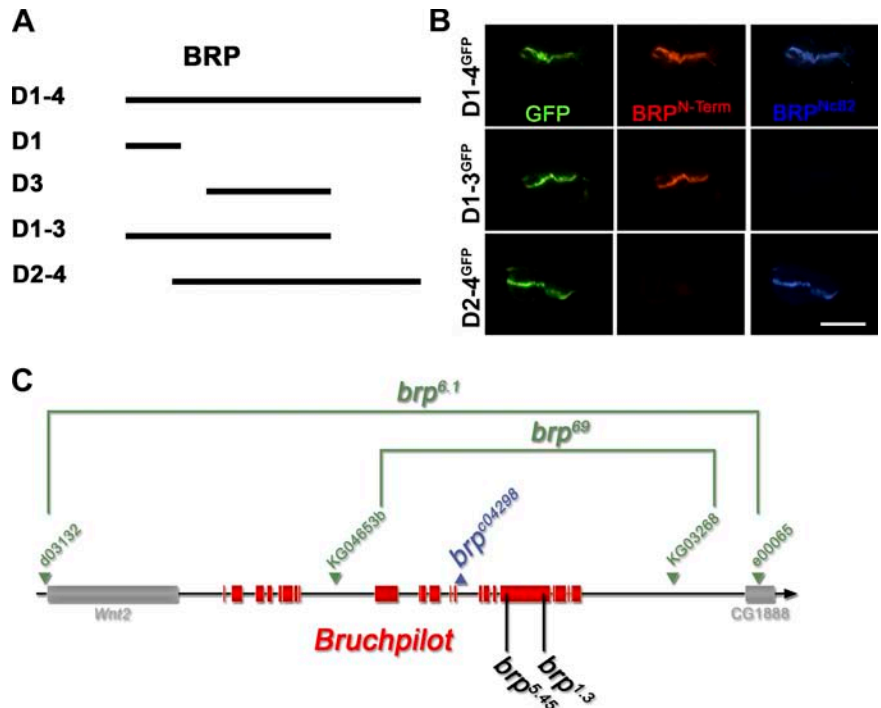 A
BRP
D1-4
D1
D3
D1-3
D2-4
B
D1-4GFP
GFP
BRPN-Term
BRPNc82
D1-3GFP
D2-4GFP
C
brp6.1
brp69
d03132
KG04653b
brpc04298
KG03268
e00065
Wnt2
CG1888
Bruchpilot
brp5.45
brp1.3